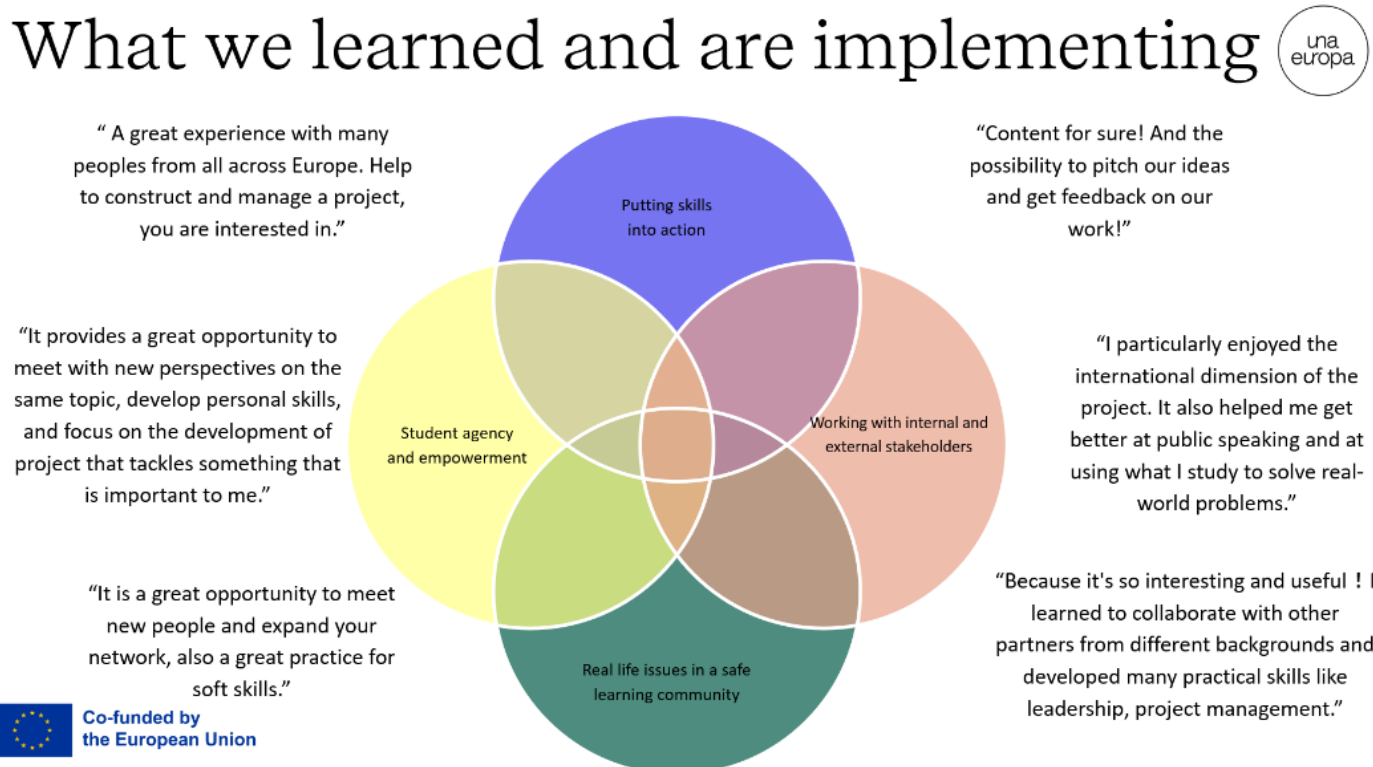 What we learned and are implementing
una
europa
“ A great experience with many
peoples from all across Europe. Help
to construct and manage a project,
you are interested in.”
“Content for sure! And the
possibility to pitch our ideas
and get feedback on our
work!”
Putting skills
into action
“It provides a great opportunity to
meet with new perspectives on the
same topic, develop personal skills,
and focus on the development of
project that tackles something that
is important to me.”
Student agency
and empowerment
Working with internal and
external stakeholders
“I particularly enjoyed the
international dimension of the
project. It also helped me get
better at public speaking and at
using what I study to solve real-
world problems.”
“It is a great opportunity to meet
new people and expand your
network, also a great practice for
soft skills.”
Real life issues in a safe
learning community
“Because it's so interesting and useful！I
learned to collaborate with other
partners from different backgrounds and
developed many practical skills like
leadership, project management.”
Co-funded by
the European Union